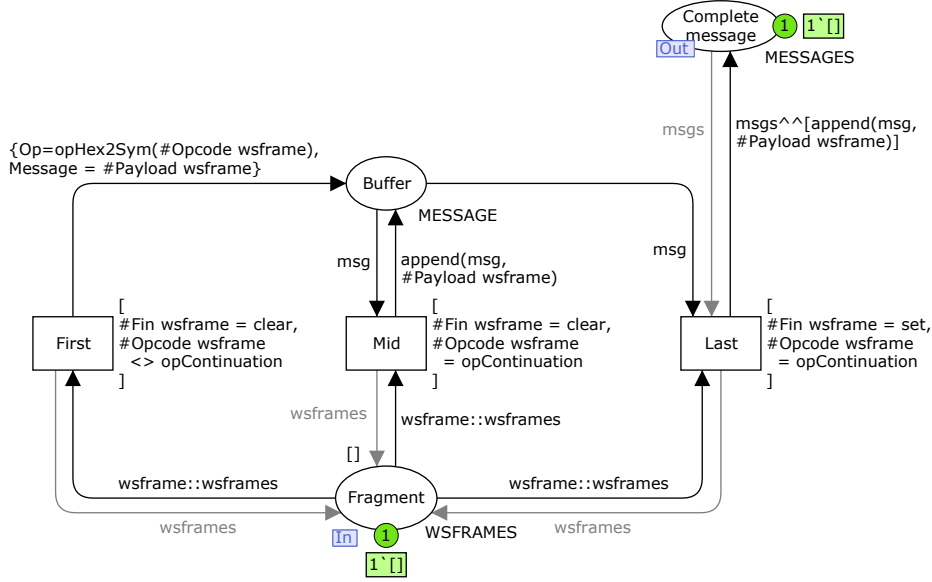 Complete
message
1
1`[]
Out
MESSAGES
msgs
msgs^^[append(msg,
#Payload wsframe)]
{Op=opHex2Sym(#Opcode wsframe),
Message = #Payload wsframe}
Buffer
MESSAGE
msg
append(msg,
#Payload wsframe)
msg
First
[
#Fin wsframe = clear,
#Opcode wsframe
<> opContinuation
]
Mid
[
#Fin wsframe = clear,
#Opcode wsframe
= opContinuation
]
Last
[
#Fin wsframe = set,
#Opcode wsframe
= opContinuation
]
wsframes
wsframe::wsframes
[]
wsframe::wsframes
Fragment
wsframe::wsframes
wsframes
In
1
WSFRAMES
wsframes
1`[]